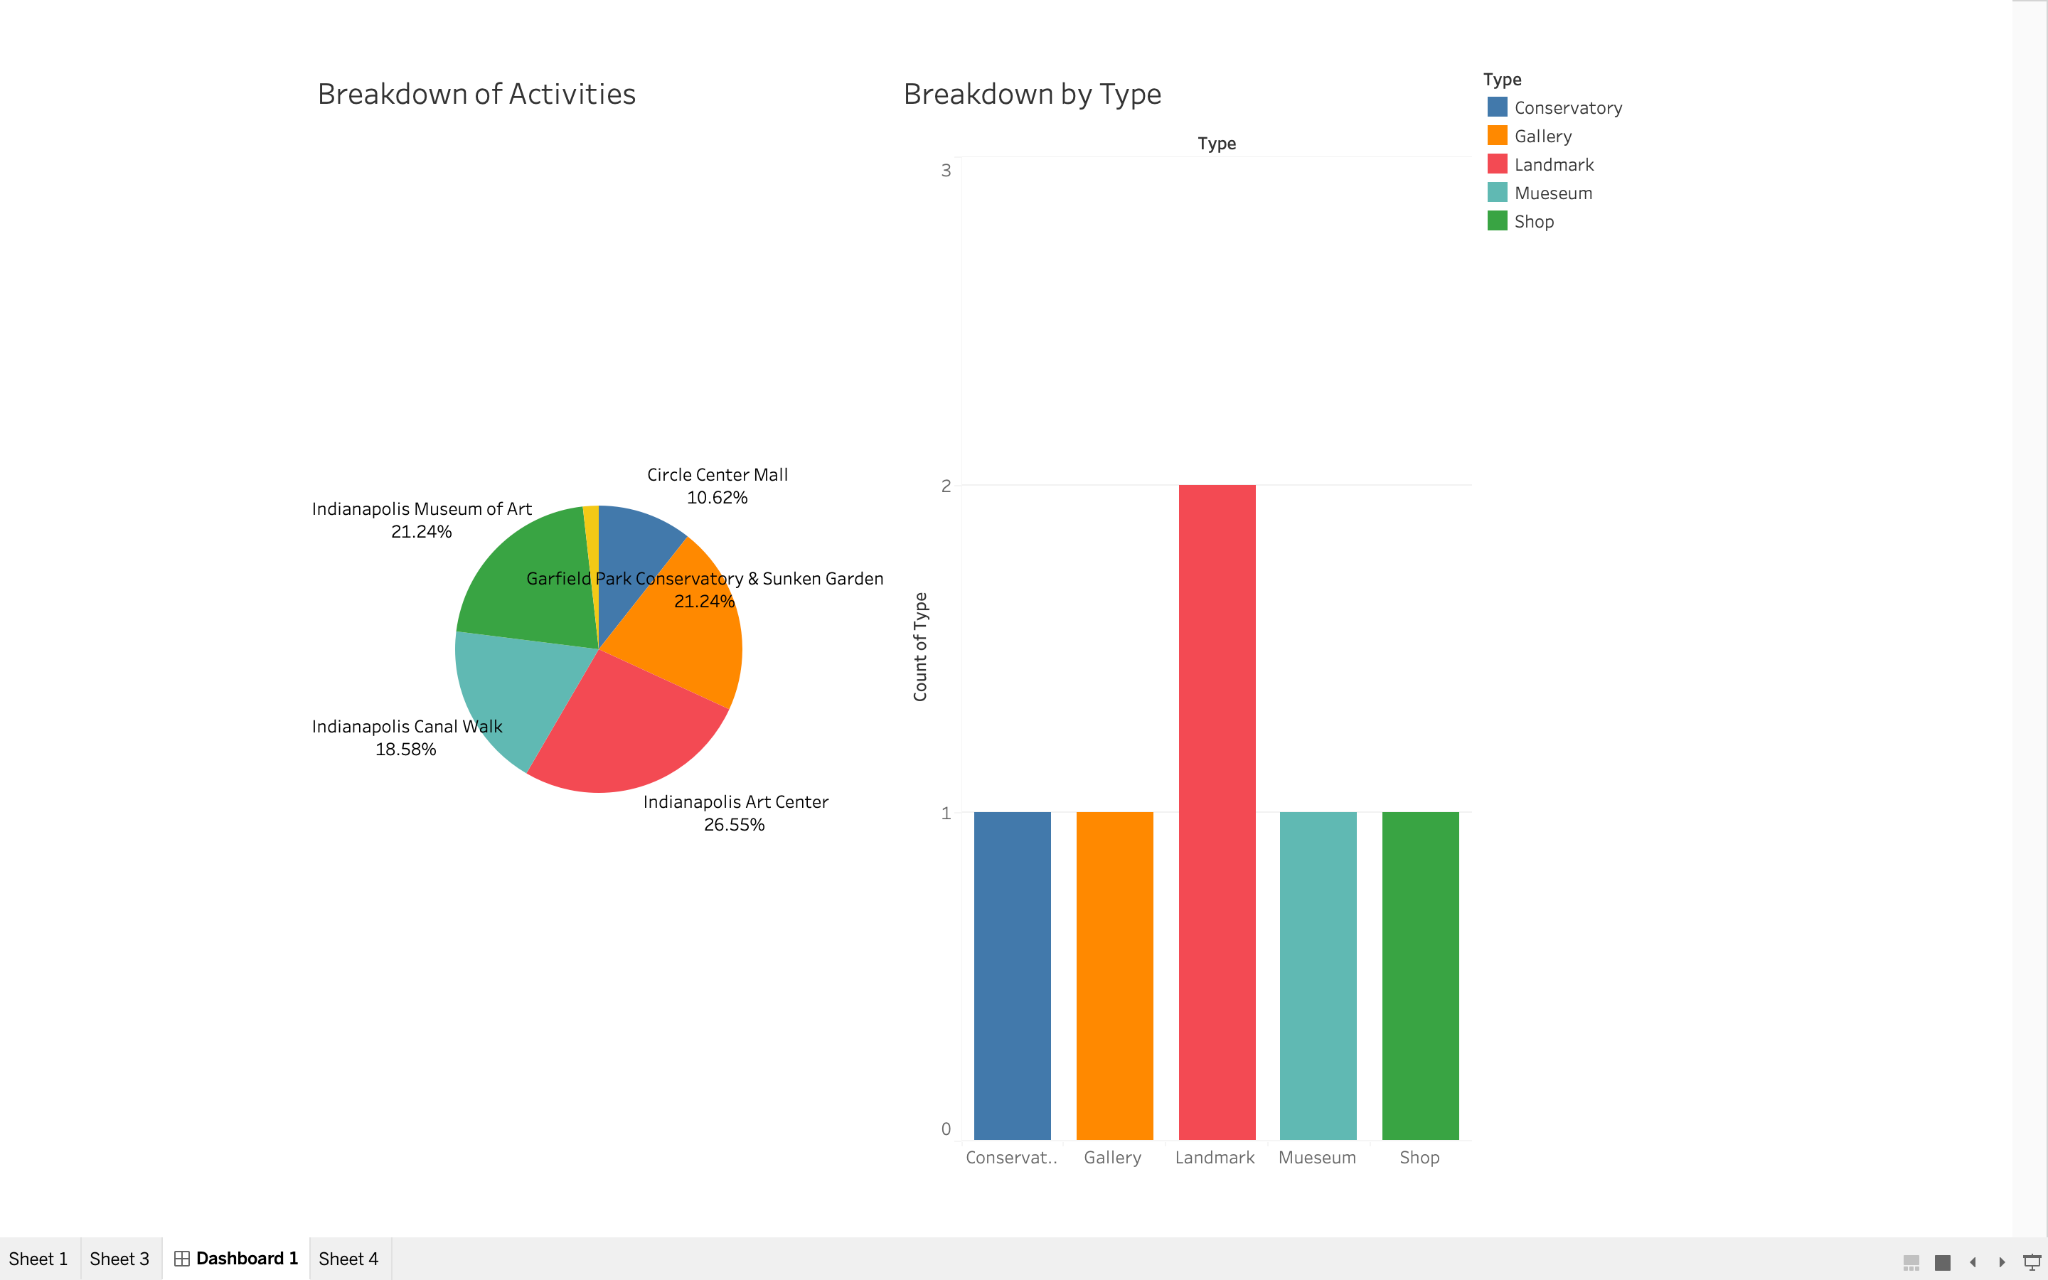 Breakdown of Activities
Circle Center Mall
10.62%
Indianapolis Museum of Art
21.24%
Garfield Park Conservatory & Sunken Garden
21.24%
Indianapolis Canal Walk
18.58%
Indianapolis Art Center
26.55%
Breakdown by Type
Type
3
2
1
0
Count of Type
Conservat..
Gallery
Landmark
Mueseum
Shop
Type
Conservatory
Gallery
Landmark
Mueseum
Shop
Sheet 1
Sheet 3
Dashboard 1
Sheet 4